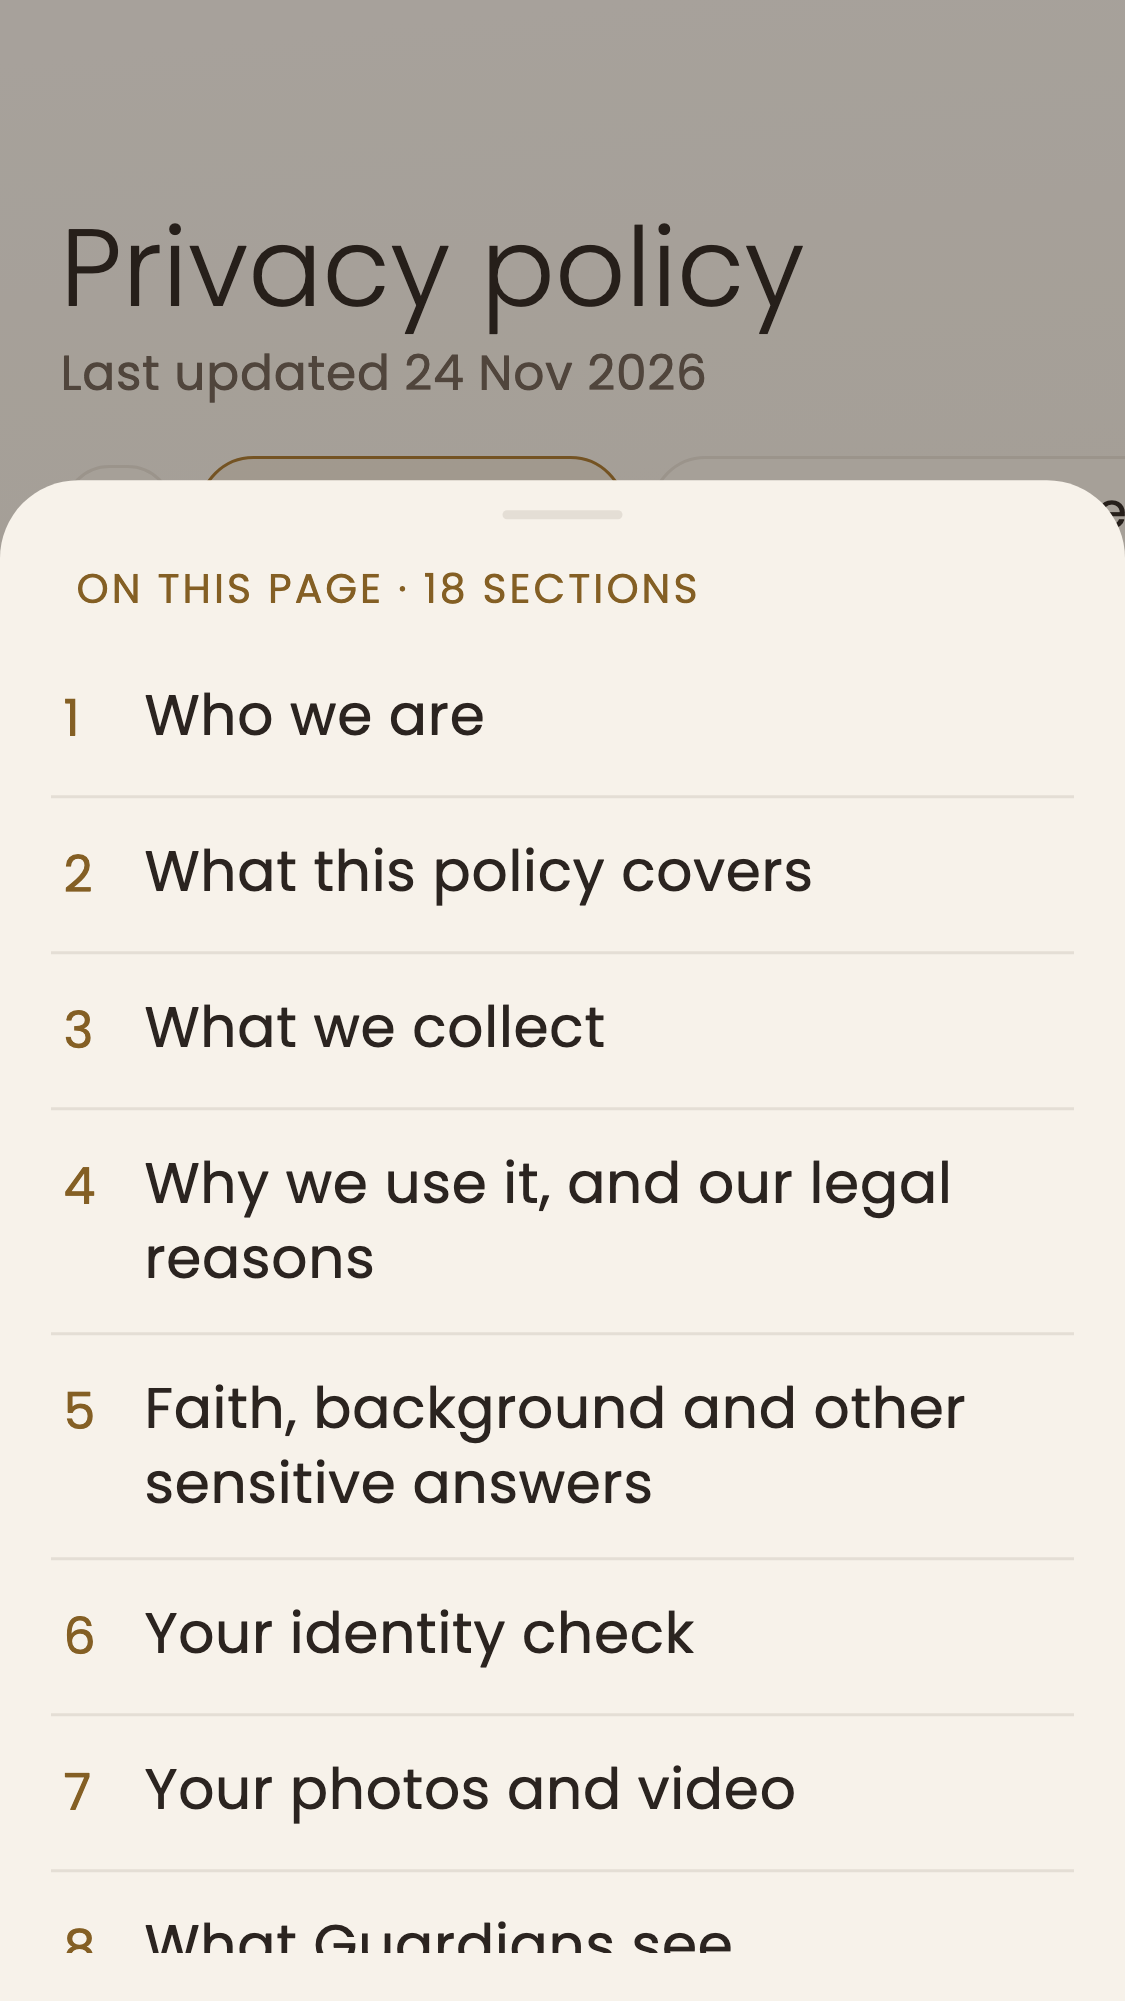 Privacy policy
Last updated 24 Nov 2026
ON THIS PAGE · 18 SECTIONS
1 Who we are
2 What this policy covers
3 What we collect
4 Why we use it, and our legal
reasons
5 Faith, background and other
sensitive answers
6 Your identity check
7 Your photos and video
8 What Guardians see